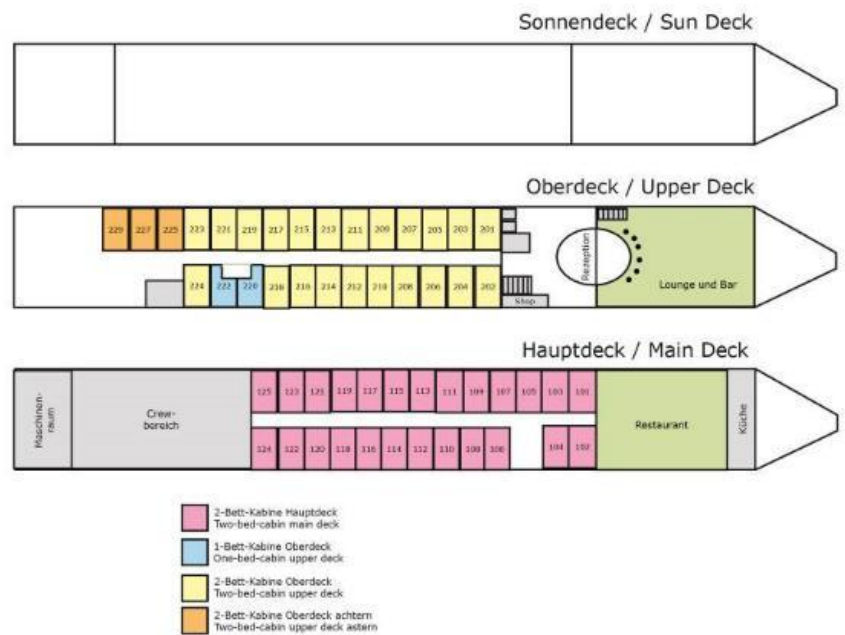 Sonnendeck / Sun Deck
Oberdeck / Upper Deck
229 227 225 223 221 219 217 215 213 211 209 207 205 203 201
Rezeption
Lounge und Bar
224 222 220 214 212 210 208 206 204 202
Shop
Hauptdeck / Main Deck
Maschinen-
raum
Crew-
bereich
125 123 121 119 117 115 113 111 109 107 105 103 101
124 122 120 118 116 114 112 110 108 106 104 102
Restaurant
Küche
2-Bett-Kabine Hauptdeck
Two-bed-cabin main deck
1-Bett-Kabine Oberdeck
One-bed-cabin upper deck
2-Bett-Kabine Oberdeck
Two-bed-cabin upper deck
2-Bett-Kabine Oberdeck achtern
Two-bed-cabin upper deck astern